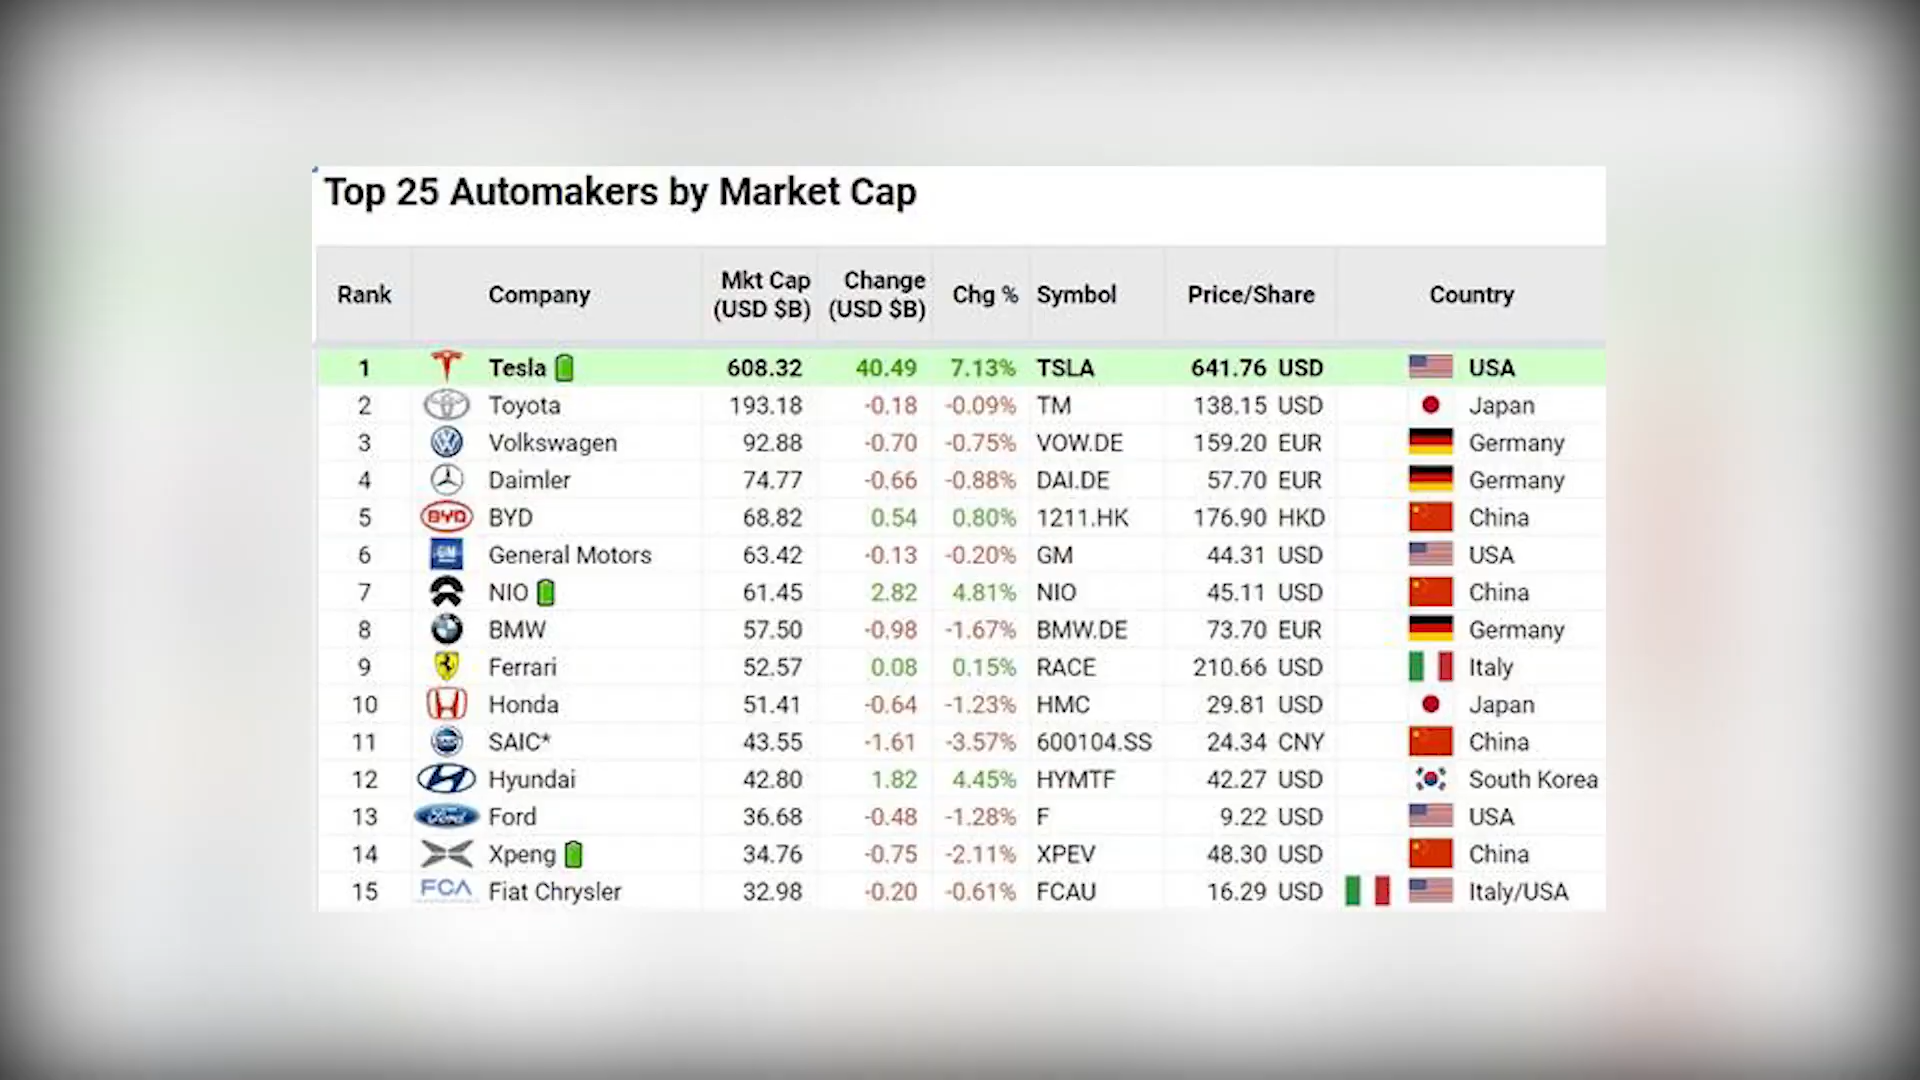 Top 25 Automakers by Market Cap
Rank Company Mkt Cap (USD $B) Change (USD $B) Chg % Symbol Price/Share Country
1 Tesla 608.32 40.49 7.13% TSLA 641.76 USD USA
2 Toyota 193.18 -0.18 -0.09% TM 138.15 USD Japan
3 Volkswagen 92.88 -0.70 -0.75% VOW.DE 159.20 EUR Germany
4 Daimler 74.77 -0.66 -0.88% DAI.DE 57.70 EUR Germany
5 BYD BYD 68.82 0.54 0.80% 1211.HK 176.90 HKD China
6 GM General Motors 63.42 -0.13 -0.20% GM 44.31 USD USA
7 NIO 61.45 2.82 4.81% NIO 45.11 USD China
8 BMW 57.50 -0.98 -1.67% BMW.DE 73.70 EUR Germany
9 Ferrari 52.57 0.08 0.15% RACE 210.66 USD Italy
10 Honda 51.41 -0.64 -1.23% HMC 29.81 USD Japan
11 SAIC* 43.55 -1.61 -3.57% 600104.SS 24.34 CNY China
12 Hyundai 42.80 1.82 4.45% HYMTF 42.27 USD South Korea
13 Ford Ford 36.68 -0.48 -1.28% F 9.22 USD USA
14 Xpeng 34.76 -0.75 -2.11% XPEV 48.30 USD China
15 FCA Fiat Chrysler 32.98 -0.20 -0.61% FCAU 16.29 USD Italy/USA